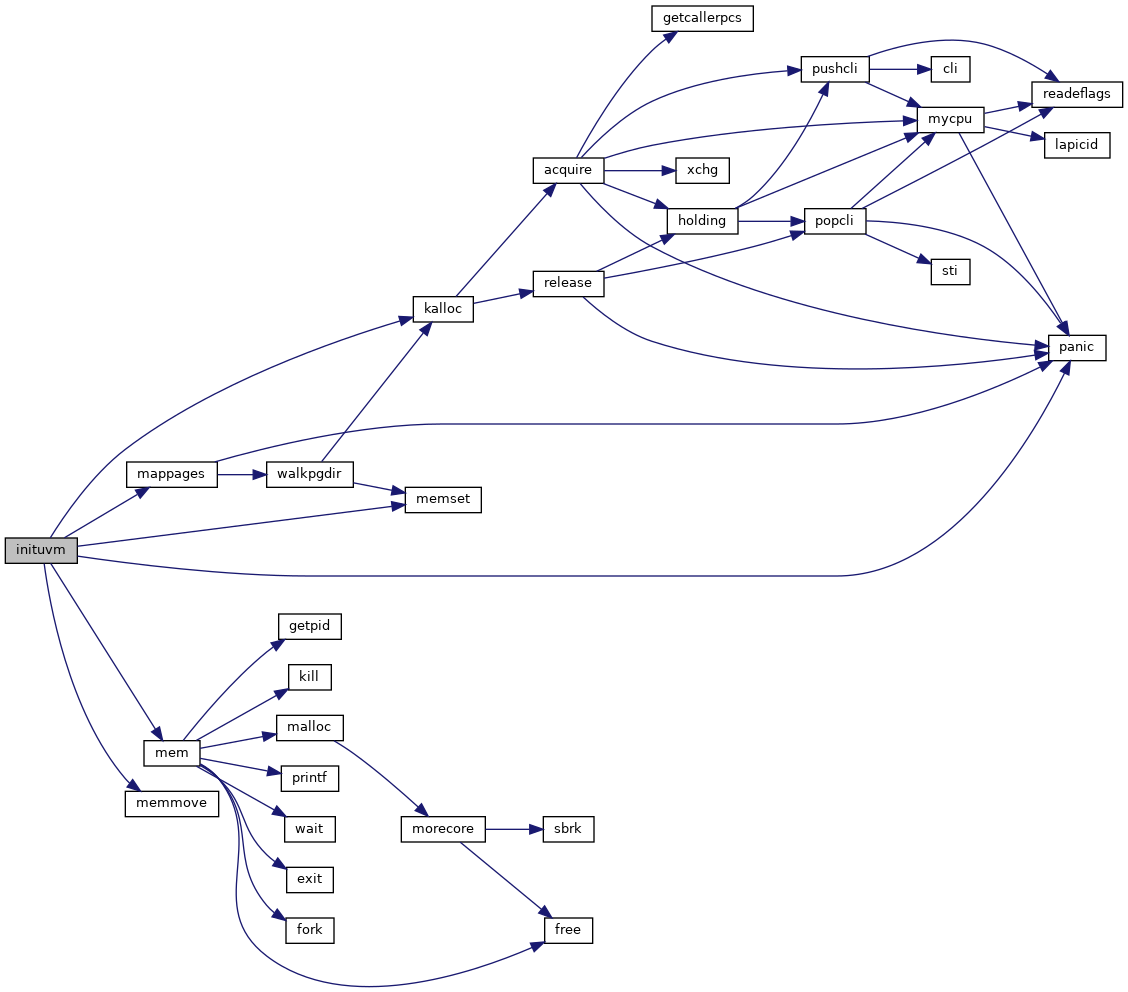 getcallerpcs
pushcli
cli
readeflags
mycpu
lapicid
acquire
xchg
holding
popcli
sti
release
kalloc
panic
mappages
walkpgdir
memset
inituvm
getpid
kill
malloc
mem
printf
memmove
wait
morecore
sbrk
exit
fork
free